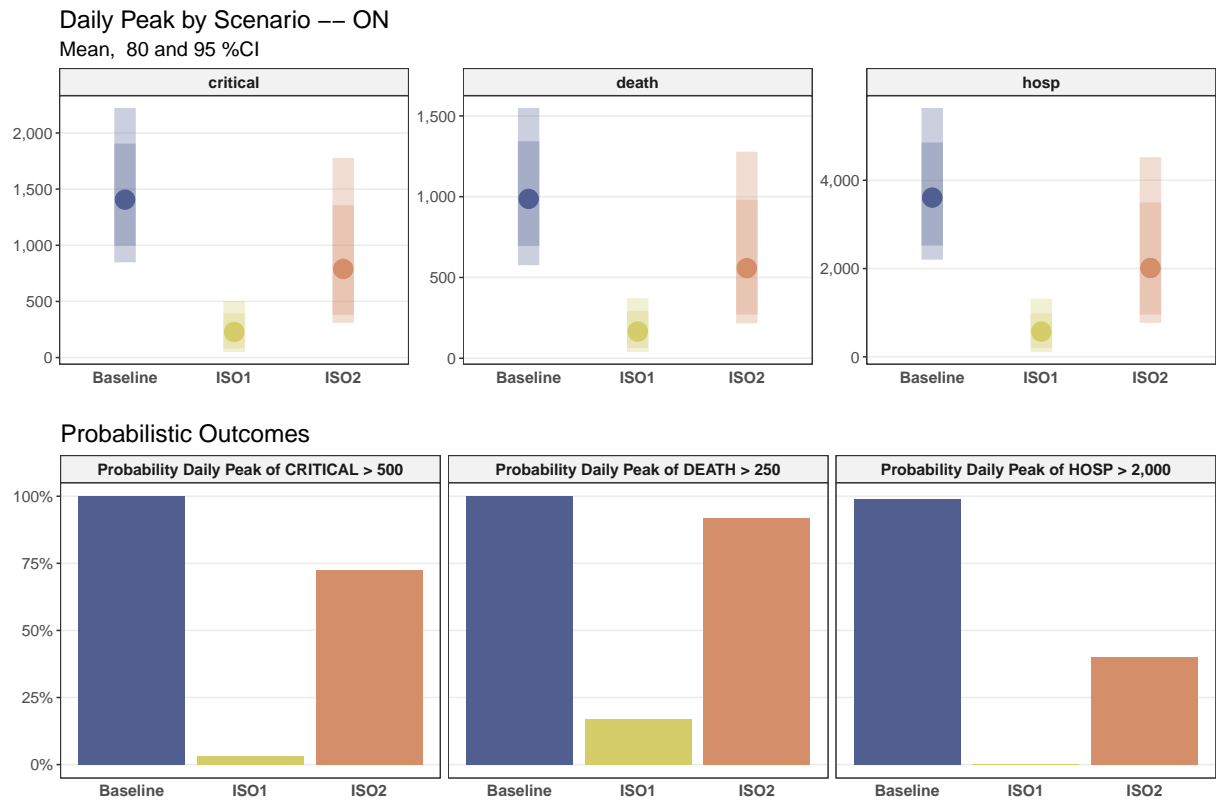 Daily Peak by Scenario −− ON
Mean,  80 and 95 %CI
critical
death
hosp
2,000
1,500
1,000
500
0
1,500
1,000
500
0
4,000
2,000
0
Baseline ISO1 ISO2
Baseline ISO1 ISO2
Baseline ISO1 ISO2
Probabilistic Outcomes
Probability Daily Peak of CRITICAL > 500
Probability Daily Peak of DEATH > 250
Probability Daily Peak of HOSP > 2,000
100%
75%
50%
25%
0%
Baseline ISO1 ISO2
Baseline ISO1 ISO2
Baseline ISO1 ISO2